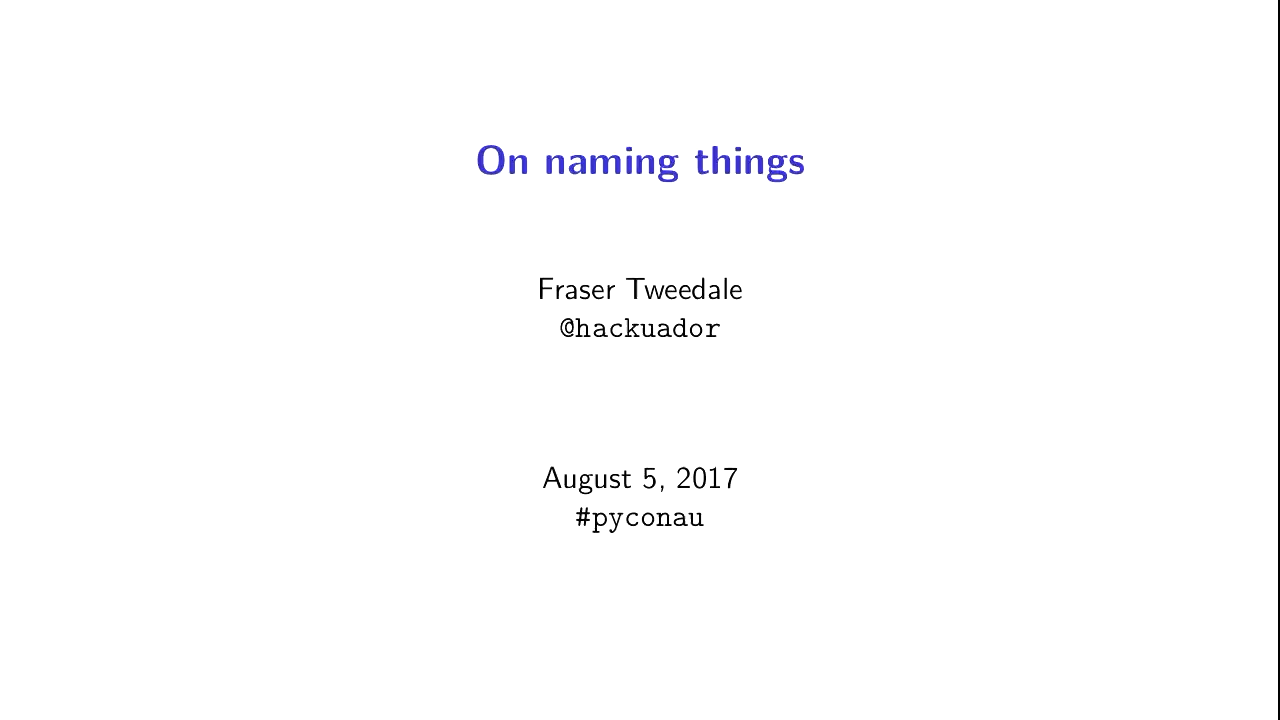 On naming things
Fraser Tweedale
@hackuador
August 5, 2017
#pyconau